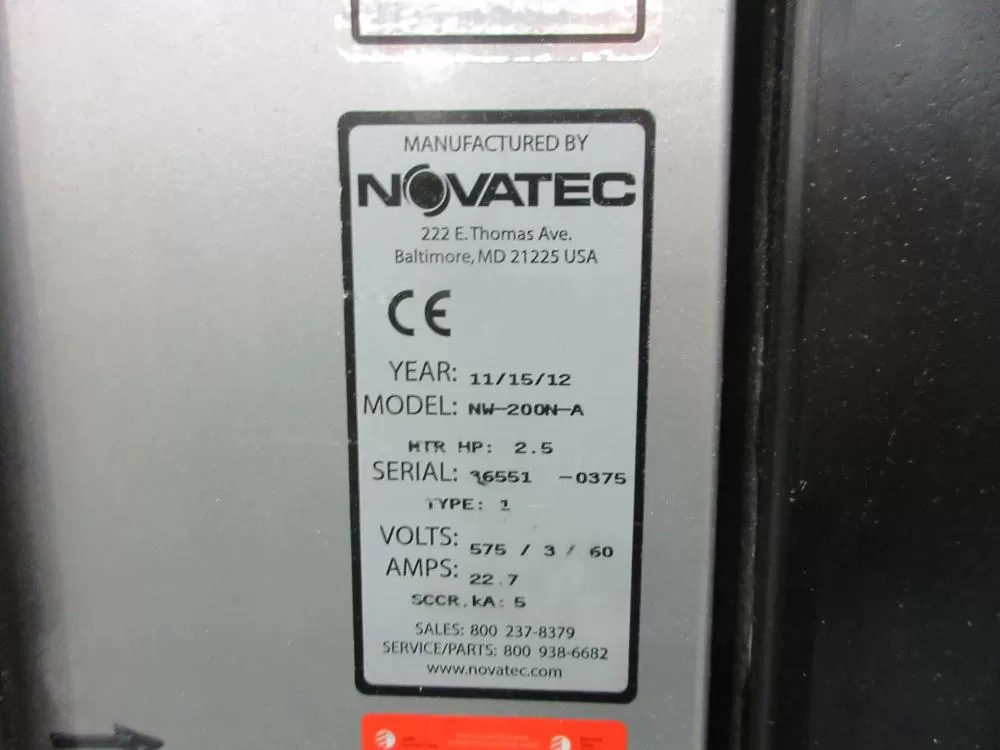 MANUFACTURED BY
NOVATEC
222 E. Thomas Ave.
Baltimore, MD 21225 USA
CE
YEAR: 11/15/12
MODEL: NW-200N-A
MTR HP: 2.5
SERIAL: 36551 -0375
TYPE: 1
VOLTS: 575 / 3 / 60
AMPS: 22.7
SCCR, kA: 5
SALES: 800 237-8379
SERVICE/PARTS: 800 938-6682
www.novatec.com